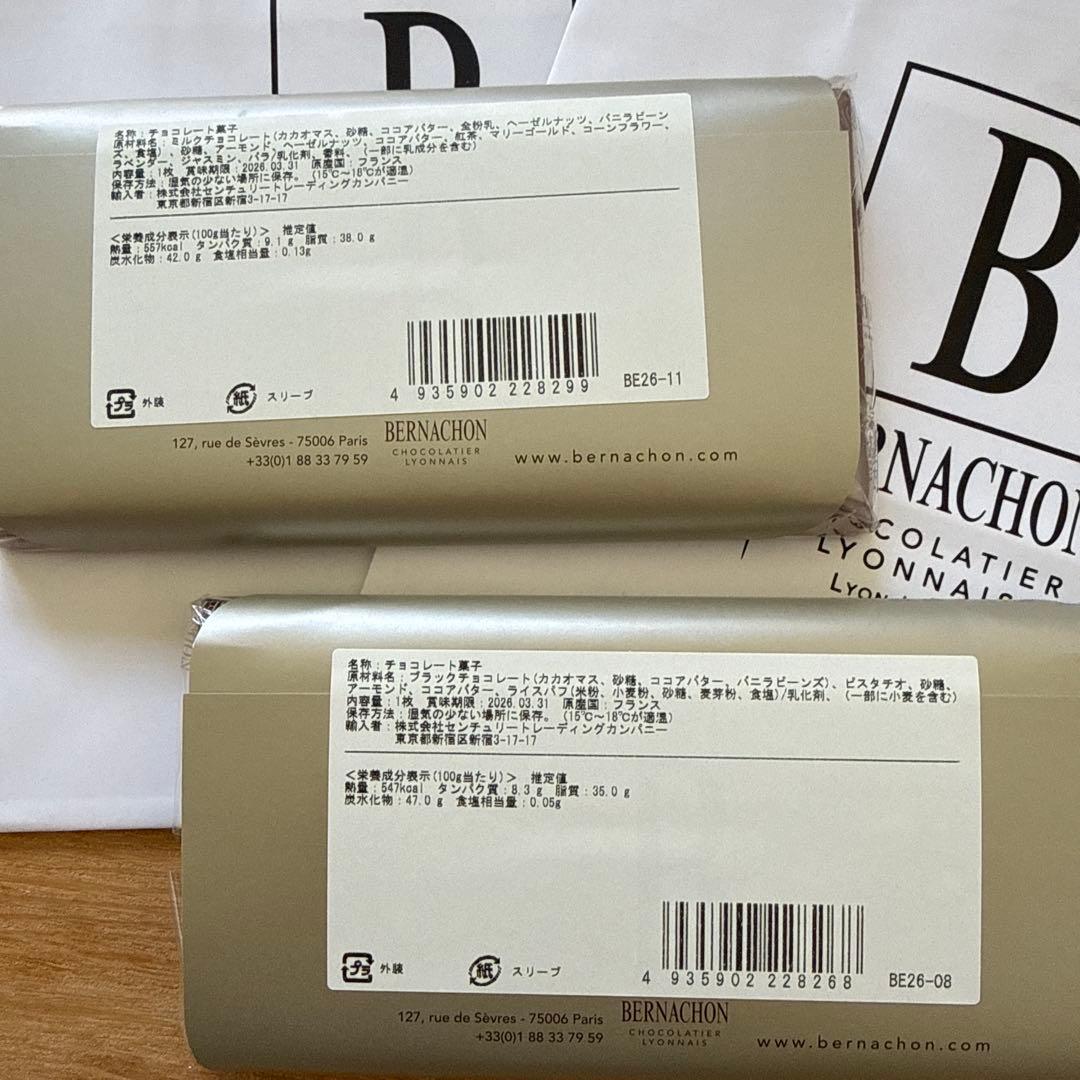 B
B
BERNACHON
CHOCOLATIER
LYONNAIS
名称：チョコレート菓子
原材料名：ミルクチョコレート(カカオマス、砂糖、ココアバター、全粉乳、ヘーゼルナッツ、バニラビーン
ズ、食塩)、砂糖、アーモンド、ヘーゼルナッツ、ココアバター、紅茶、マリーゴールド、コーンフラワー、
ラベンダー、ジャスミン、バラ/乳化剤、香料、(一部に乳成分を含む)
内容量：1枚 賞味期限：2026.03.31 原産国：フランス
保存方法：湿気の少ない場所に保存。(15℃～18℃が適温)
輸入者：株式会社センチュリートレーディングカンパニー
東京都新宿区新宿3-17-17
＜栄養成分表示(100g当たり)＞ 推定値
熱量：557kcal タンパク質：9.1 g 脂質：38.0 g
炭水化物：42.0 g 食塩相当量：0.13g
プラ 外装 紙 スリーブ 4 935902 228299 BE26-11
127, rue de Sèvres - 75006 Paris
+33(0)1 88 33 79 59
BERNACHON
CHOCOLATIER
LYONNAIS
www.bernachon.com
名称：チョコレート菓子
原材料名：ブラックチョコレート(カカオマス、砂糖、ココアバター、バニラビーンズ)、ピスタチオ、砂糖、
アーモンド、ココアバター、ライスパフ(米粉、小麦粉、砂糖、麦芽粉、食塩)/乳化剤、(一部に小麦を含む)
内容量：1枚 賞味期限：2026.03.31 原産国：フランス
保存方法：湿気の少ない場所に保存。(15℃～18℃が適温)
輸入者：株式会社センチュリートレーディングカンパニー
東京都新宿区新宿3-17-17
＜栄養成分表示(100g当たり)＞ 推定値
熱量：547kcal タンパク質：8.3 g 脂質：35.0 g
炭水化物：47.0 g 食塩相当量：0.05g
プラ 外装 紙 スリーブ 4 935902 228268 BE26-08
127, rue de Sèvres - 75006 Paris
+33(0)1 88 33 79 59
BERNACHON
CHOCOLATIER
LYONNAIS
www.bernachon.com